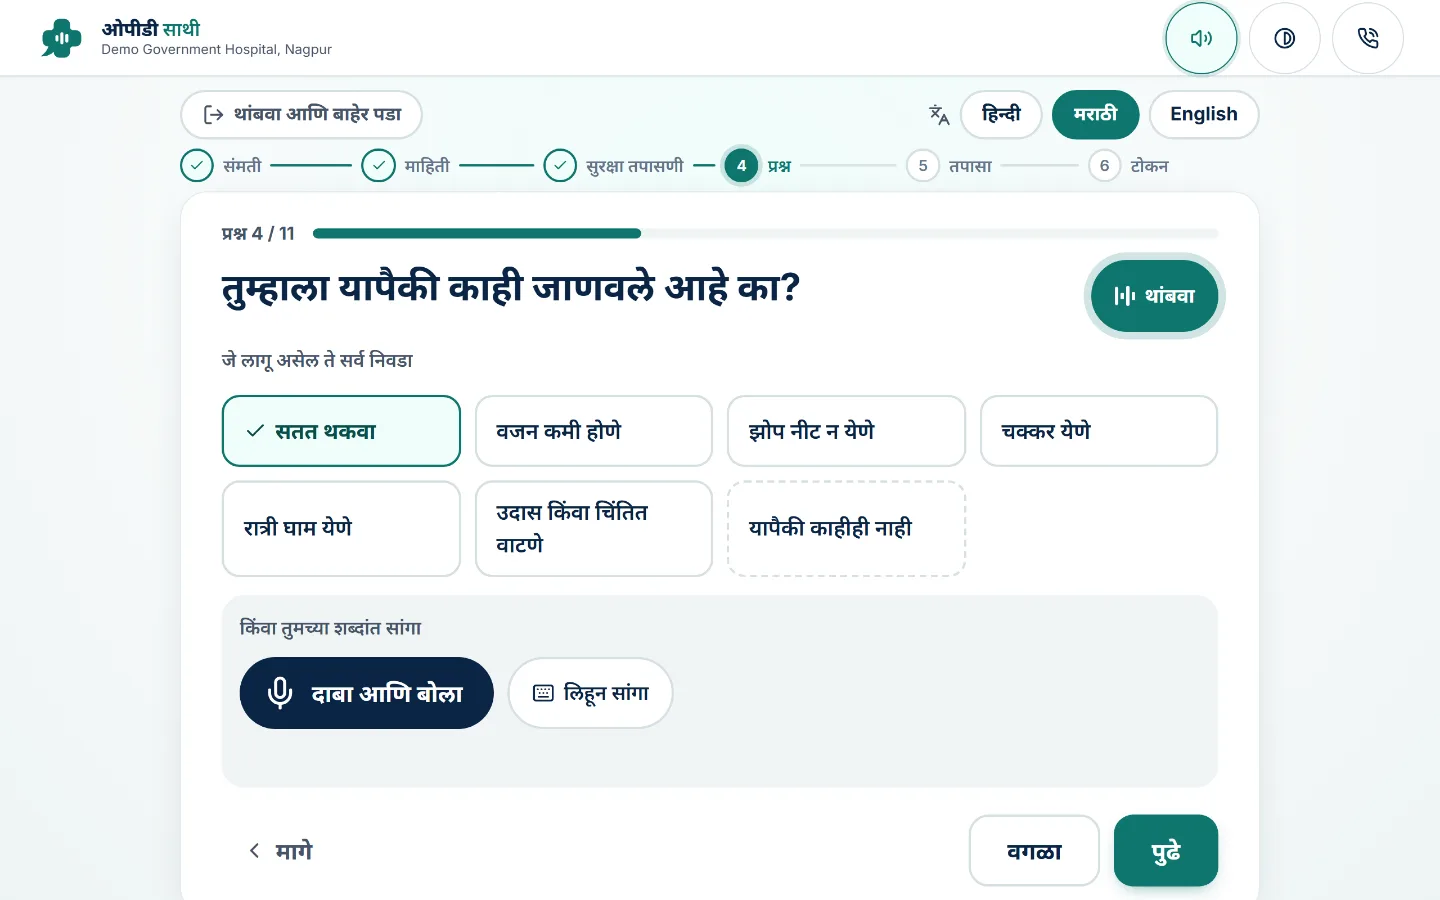 ओपीडी साथी
Demo Government Hospital, Nagpur
थांबवा आणि बाहेर पडा
हिन्दी
मराठी
English
संमती
माहिती
सुरक्षा तपासणी
4 प्रश्न
5 तपासा
6 टोकन
प्रश्न 4 / 11
तुम्हाला यापैकी काही जाणवले आहे का?
थांबवा
जे लागू असेल ते सर्व निवडा
सतत थकवा
वजन कमी होणे
झोप नीट न येणे
चक्कर येणे
रात्री घाम येणे
उदास किंवा चिंतित
वाटणे
यापैकी काहीही नाही
किंवा तुमच्या शब्दांत सांगा
दाबा आणि बोला
लिहून सांगा
मागे
वगळा
पुढे